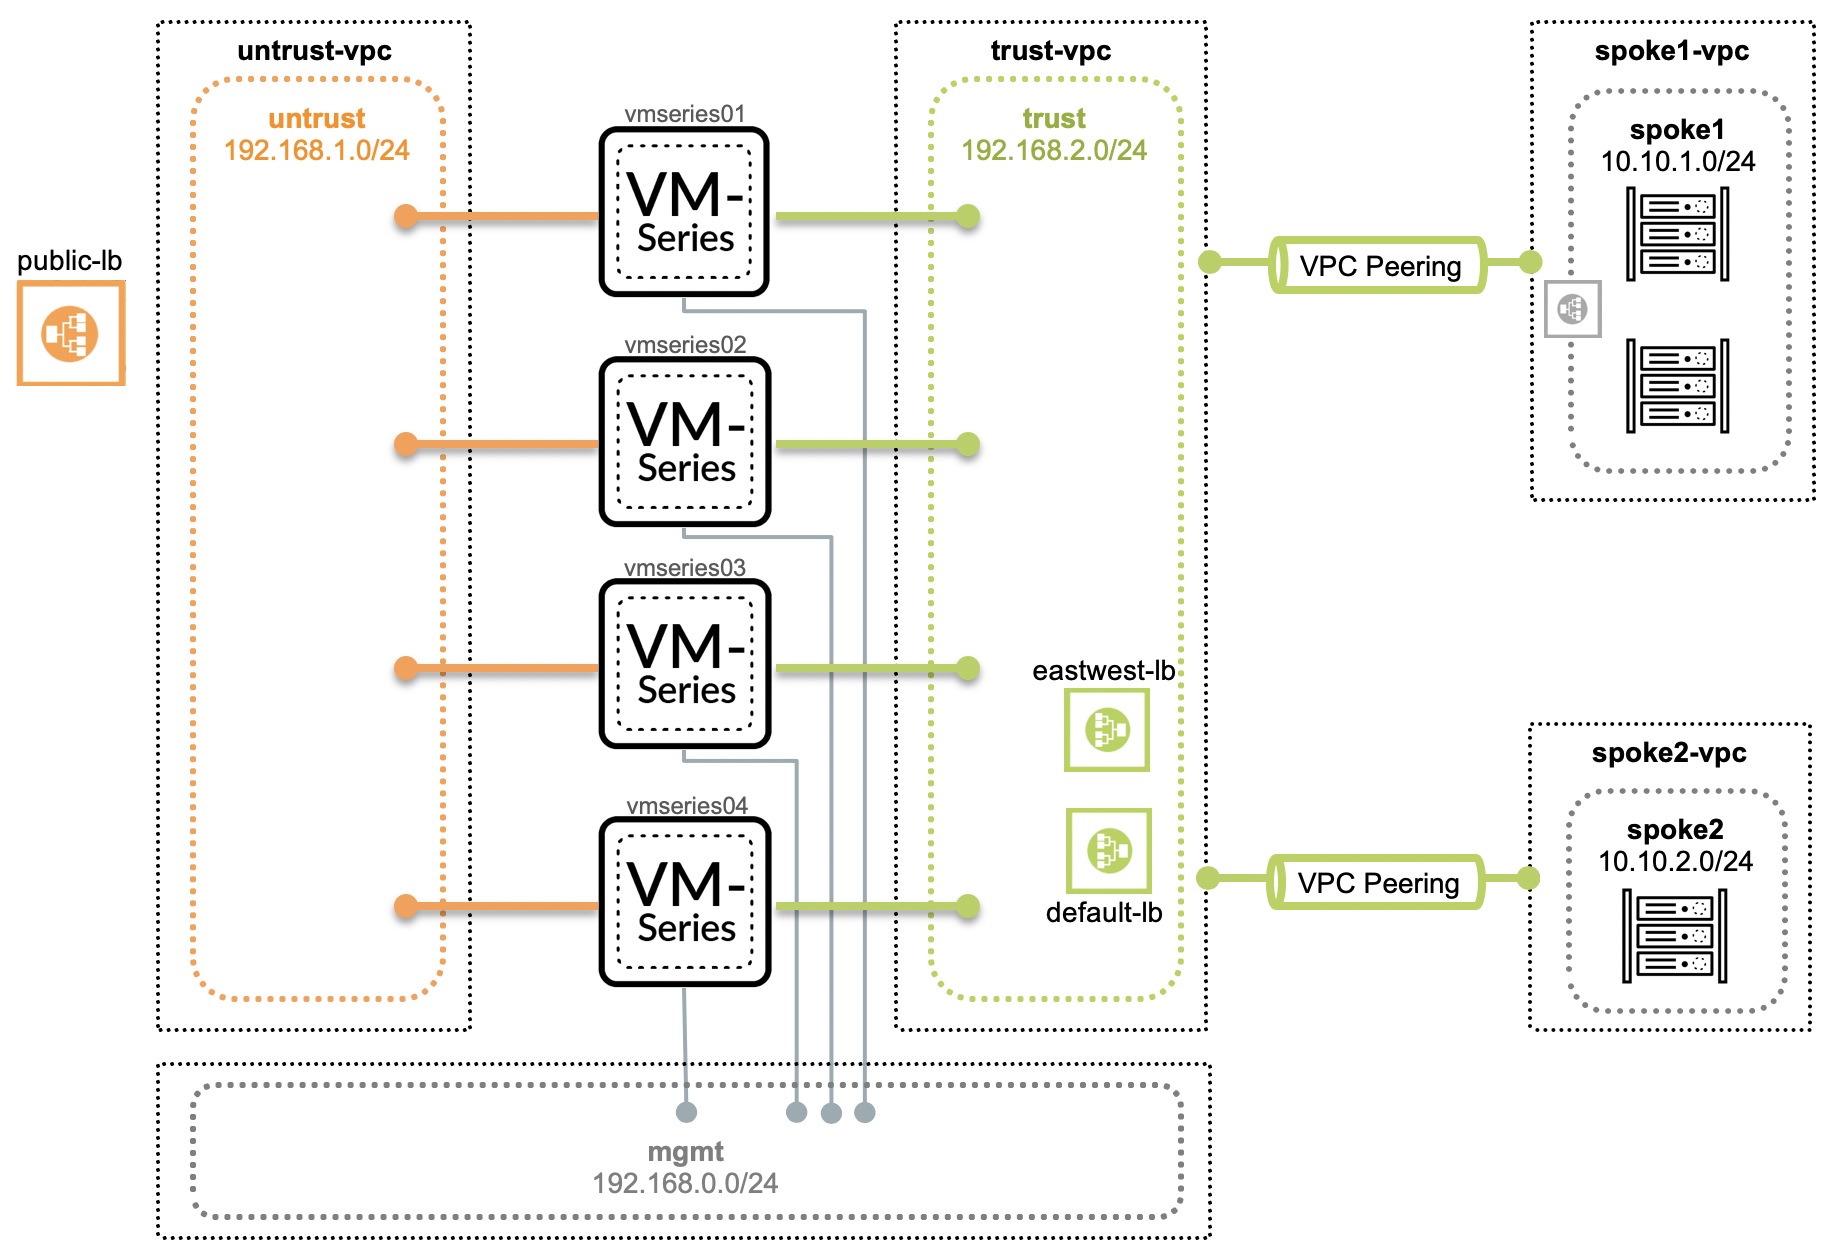 untrust-vpc
untrust
192.168.1.0/24
public-lb
vmseries01
VM-
Series
vmseries02
VM-
Series
vmseries03
VM-
Series
vmseries04
VM-
Series
trust-vpc
trust
192.168.2.0/24
eastwest-lb
default-lb
VPC Peering
VPC Peering
spoke1-vpc
spoke1
10.10.1.0/24
spoke2-vpc
spoke2
10.10.2.0/24
mgmt
192.168.0.0/24